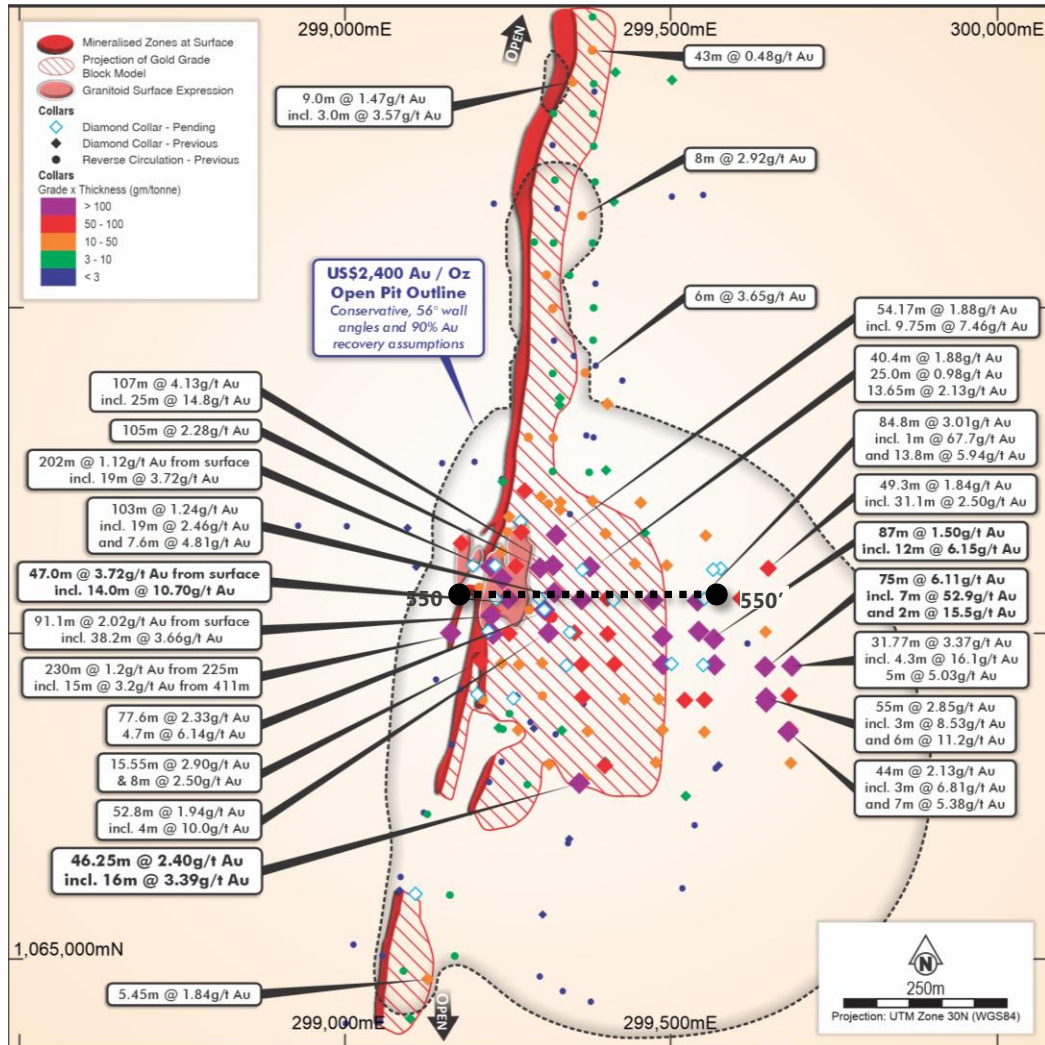 299,000mE
299,500mE
300,000mE
Mineralised Zones at Surface
Projection of Gold Grade
Block Model
Granitoid Surface Expression
Collars
Diamond Collar - Pending
Diamond Collar - Previous
Reverse Circulation - Previous
Collars
Grade x Thickness (gm/tonne)
> 100
50 - 100
10 - 50
3 - 10
< 3
OPEN
43m @ 0.48g/t Au
9.0m @ 1.47g/t Au
incl. 3.0m @ 3.57g/t Au
8m @ 2.92g/t Au
US$2,400 Au / Oz
Open Pit Outline
Conservative, 56° wall
angles and 90% Au
recovery assumptions
6m @ 3.65g/t Au
54.17m @ 1.88g/t Au
incl. 9.75m @ 7.46g/t Au
40.4m @ 1.88g/t Au
25.0m @ 0.98g/t Au
13.65m @ 2.13g/t Au
84.8m @ 3.01g/t Au
incl. 1m @ 67.7g/t Au
and 13.8m @ 5.94g/t Au
49.3m @ 1.84g/t Au
incl. 31.1m @ 2.50g/t Au
87m @ 1.50g/t Au
incl. 12m @ 6.15g/t Au
75m @ 6.11g/t Au
incl. 7m @ 52.9g/t Au
and 2m @ 15.5g/t Au
31.77m @ 3.37g/t Au
incl. 4.3m @ 16.1g/t Au
5m @ 5.03g/t Au
55m @ 2.85g/t Au
incl. 3m @ 8.53g/t Au
and 6m @ 11.2g/t Au
44m @ 2.13g/t Au
incl. 3m @ 6.81g/t Au
and 7m @ 5.38g/t Au
107m @ 4.13g/t Au
incl. 25m @ 14.8g/t Au
105m @ 2.28g/t Au
202m @ 1.12g/t Au from surface
incl. 19m @ 3.72g/t Au
103m @ 1.24g/t Au
incl. 19m @ 2.46g/t Au
and 7.6m @ 4.81g/t Au
47.0m @ 3.72g/t Au from surface
incl. 14.0m @ 10.70g/t Au
91.1m @ 2.02g/t Au from surface
incl. 38.2m @ 3.66g/t Au
230m @ 1.2g/t Au from 225m
incl. 15m @ 3.2g/t Au from 411m
77.6m @ 2.33g/t Au
4.7m @ 6.14g/t Au
15.55m @ 2.90g/t Au
& 8m @ 2.50g/t Au
52.8m @ 1.94g/t Au
incl. 4m @ 10.0g/t Au
46.25m @ 2.40g/t Au
incl. 16m @ 3.39g/t Au
550
550'
1,065,000mN
5.45m @ 1.84g/t Au
OPEN
299,000mE
299,500mE
N
250m
Projection: UTM Zone 30N (WGS84)